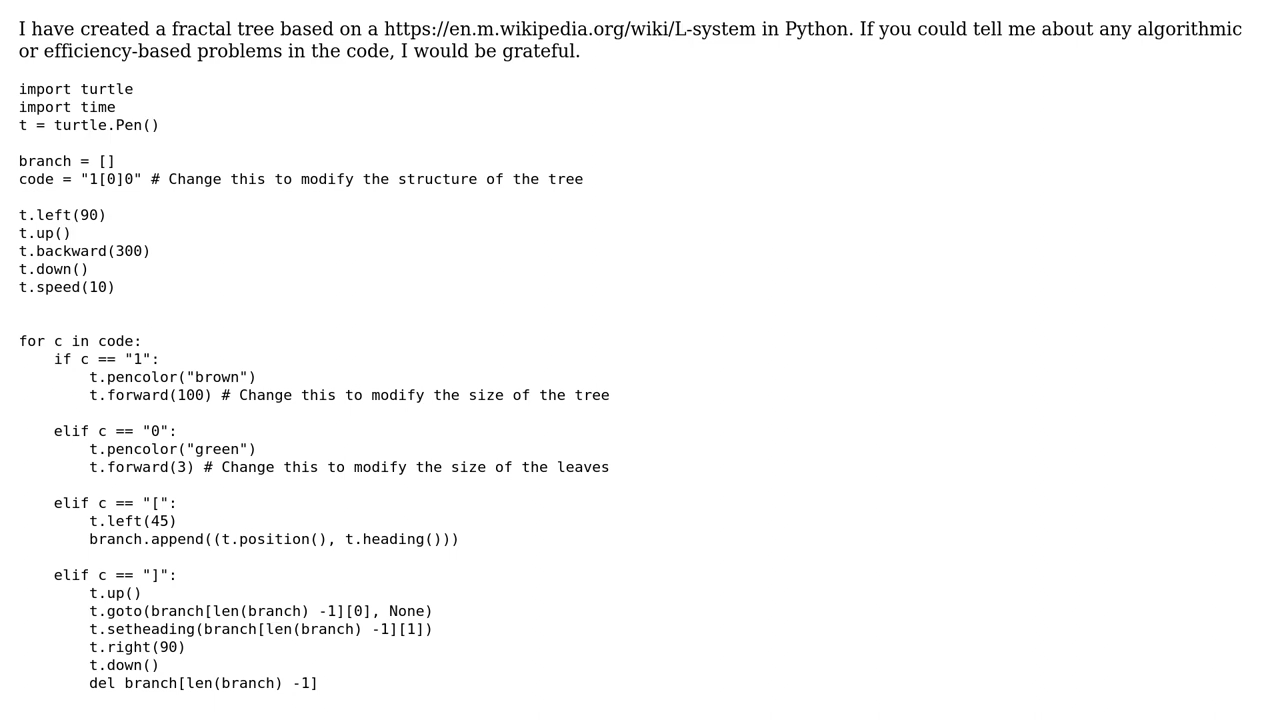 I have created a fractal tree based on a https://en.m.wikipedia.org/wiki/L-system in Python. If you could tell me about any algorithmic
or efficiency-based problems in the code, I would be grateful.
import turtle
import time
t = turtle.Pen()
branch = []
code = "1[0]0" # Change this to modify the structure of the tree
t.left(90)
t.up()
t.backward(300)
t.down()
t.speed(10)
for c in code:
    if c == "1":
        t.pencolor("brown")
        t.forward(100) # Change this to modify the size of the tree
    elif c == "0":
        t.pencolor("green")
        t.forward(3) # Change this to modify the size of the leaves
    elif c == "[":
        t.left(45)
        branch.append((t.position(), t.heading()))
    elif c == "]":
        t.up()
        t.goto(branch[len(branch) -1][0], None)
        t.setheading(branch[len(branch) -1][1])
        t.right(90)
        t.down()
        del branch[len(branch) -1]